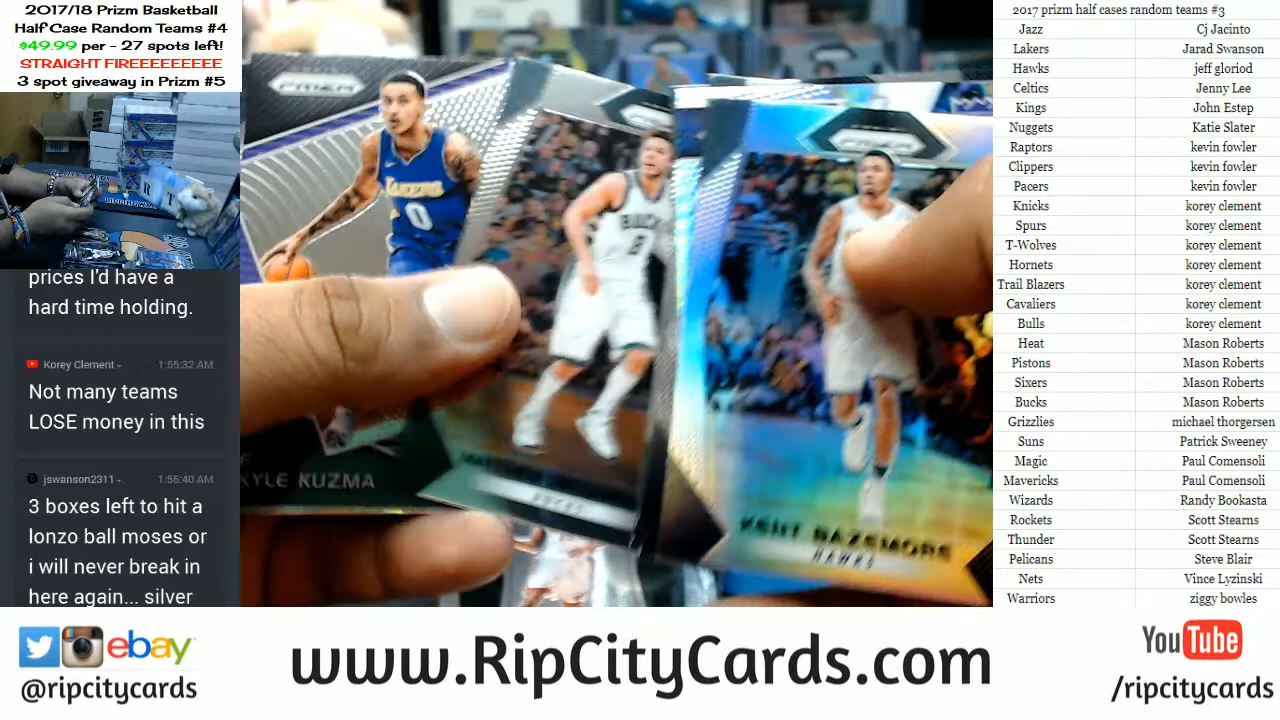 2017/18 Prizm Basketball
Half Case Random Teams #4
$49.99 per - 27 spots left!
STRAIGHT FIREEEEEEEEE
3 spot giveaway in Prizm #5
prices I'd have a
hard time holding.
Korey Clement
1:55:32 AM
Not many teams
LOSE money in this
jswanson2311
1:55:40 AM
3 boxes left to hit a
lonzo ball moses or
i will never break in
here again... silver
PRIZM
LAKERS
0
KYLE KUZMA
BUCKS
8
BUCKS
KENT BAZEMORE
HAWKS
2017 prizm half cases random teams #3
Jazz Cj Jacinto
Lakers Jarad Swanson
Hawks jeff gloriod
Celtics Jenny Lee
Kings John Estep
Nuggets Katie Slater
Raptors kevin fowler
Clippers kevin fowler
Pacers kevin fowler
Knicks korey clement
Spurs korey clement
T-Wolves korey clement
Hornets korey clement
Trail Blazers korey clement
Cavaliers korey clement
Bulls korey clement
Heat Mason Roberts
Pistons Mason Roberts
Sixers Mason Roberts
Bucks Mason Roberts
Grizzlies michael thorgersen
Suns Patrick Sweeney
Magic Paul Comensoli
Mavericks Paul Comensoli
Wizards Randy Bookasta
Rockets Scott Stearns
Thunder Scott Stearns
Pelicans Steve Blair
Nets Vince Lyzinski
Warriors ziggy bowles
ebay
@ripcitycards
www.RipCityCards.com
YouTube
/ripcitycards